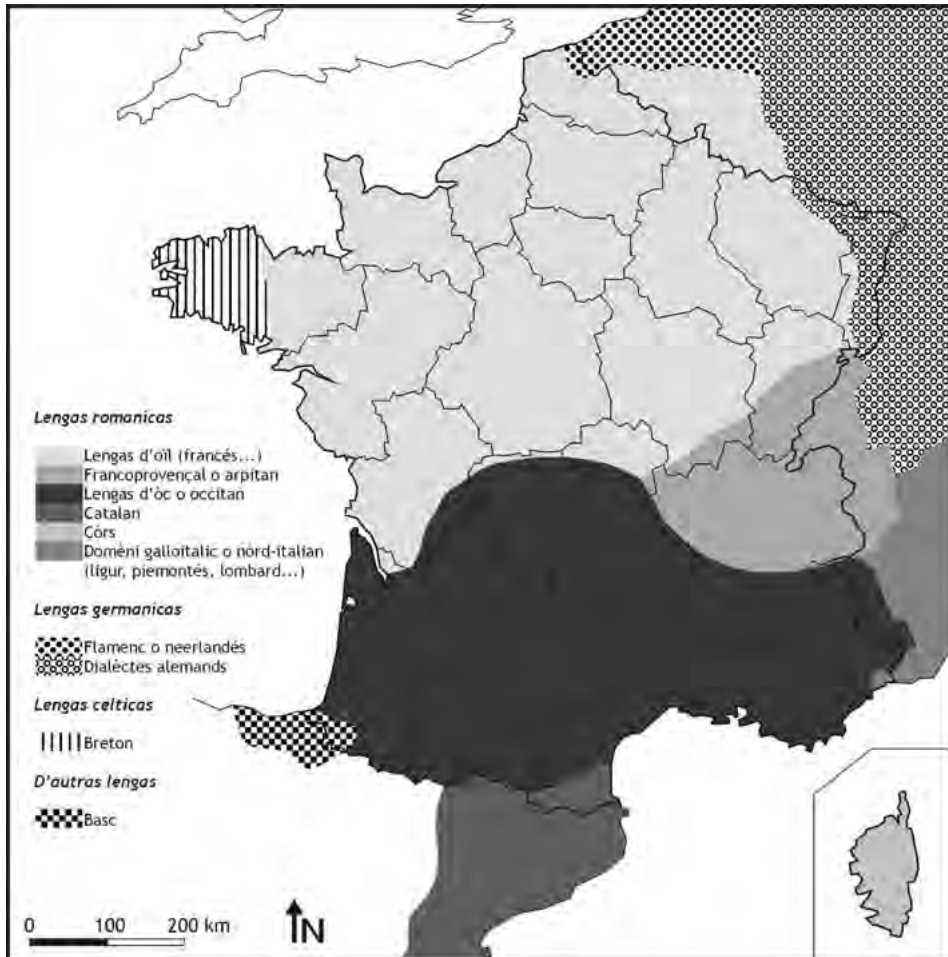 Lengas romanicas
Lengas d'oïl (francés...)
Francoprovençal o arpitan
Lengas d'òc o occitan
Catalan
Còrs
Domèni galloitalic o nòrd-italian
(ligur, piemontés, lombard...)
Lengas germanicas
Flamenc o neerlandés
Dialèctes alemands
Lengas celticas
Breton
D'autras lengas
Basc
0 100 200 km
N